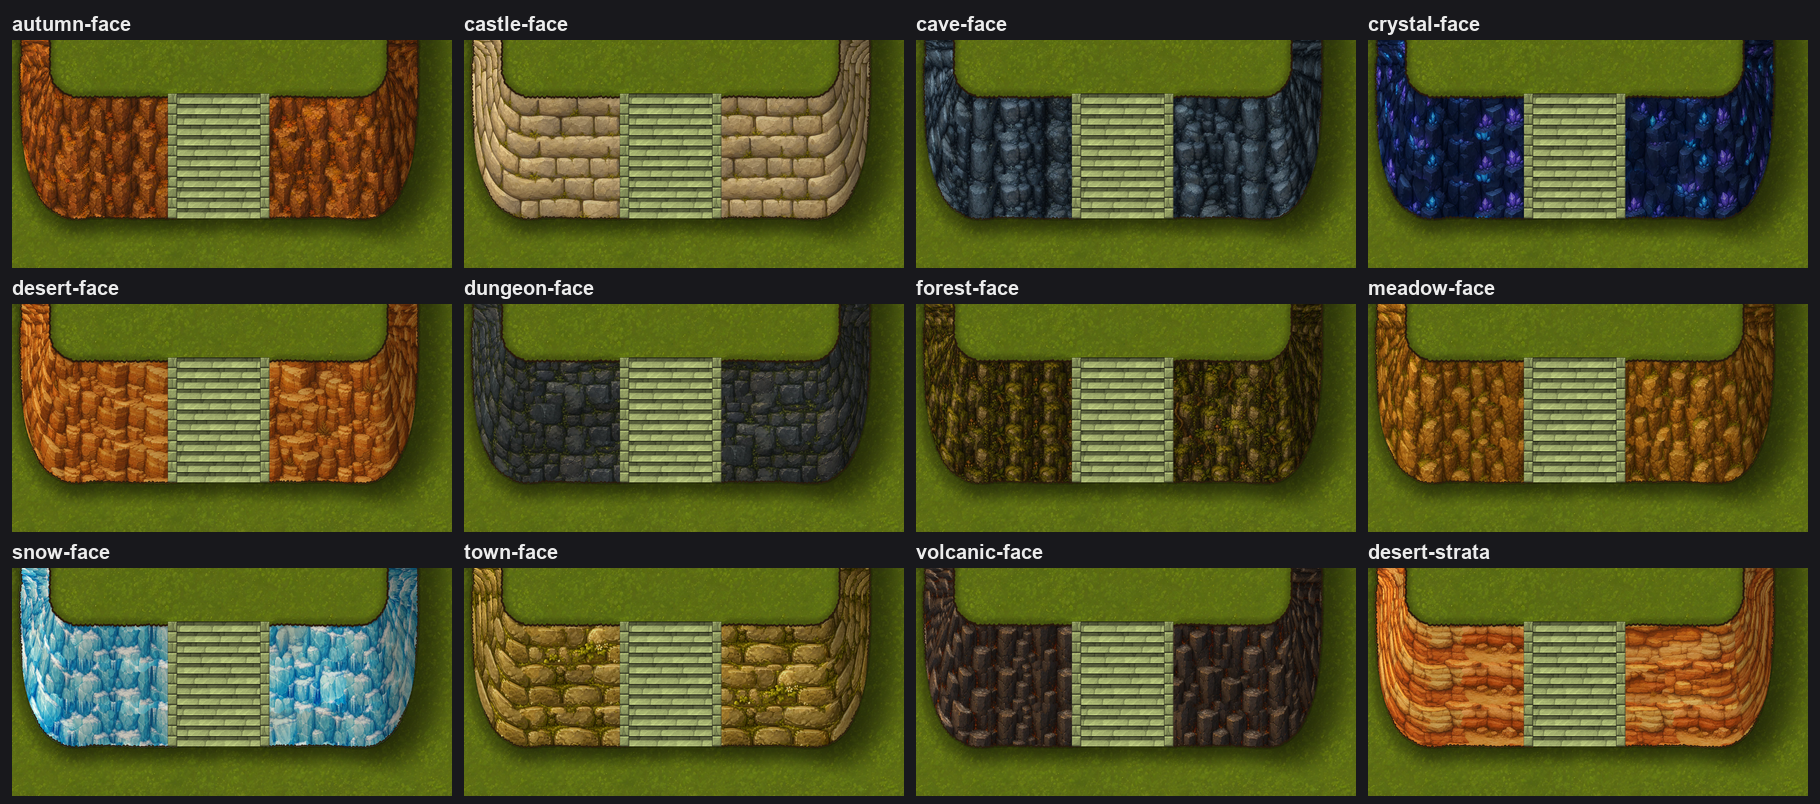 autumn-face
castle-face
cave-face
crystal-face
desert-face
dungeon-face
forest-face
meadow-face
snow-face
town-face
volcanic-face
desert-strata